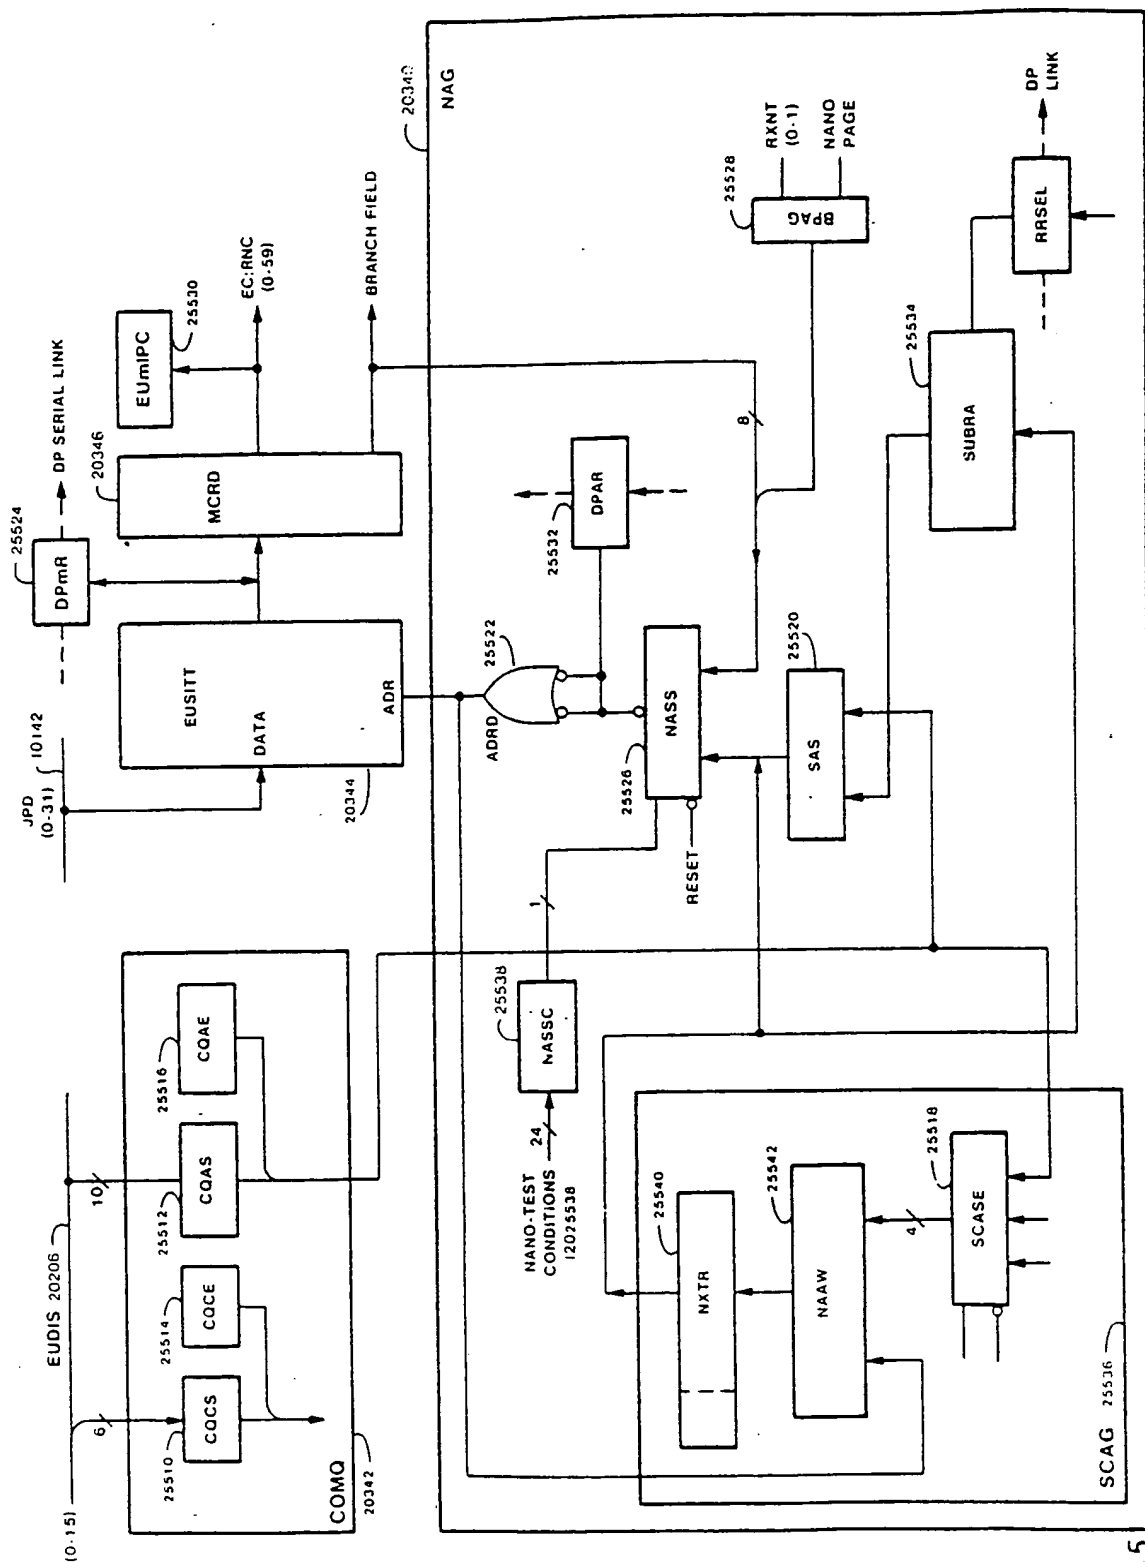 (0-15)
EUDIS 20206
6
10
25510
CQCS
25514
CQCE
25512
CQAS
25516
CQAE
COMQ
20342
JPD
(0-31)
10142
EUSITT
DATA
ADR
20344
25524
DPmR
DP SERIAL LINK
20346
MCRD
EUmIPC
25530
EC:RNC
(0-59)
BRANCH FIELD
20340
NAG
ADRD
25522
25532
DPAR
8
25528
BPAG
RXNT
(0-1)
NANO
PAGE
NANO-TEST
CONDITIONS
12025538
24
NASSC
25538
1
RESET
25526
NASS
SAS
25520
SUBRA
25534
RRSEL
DP
LINK
NXTR
25540
NAAW
25542
4
SCASE
25518
SCAG
25536